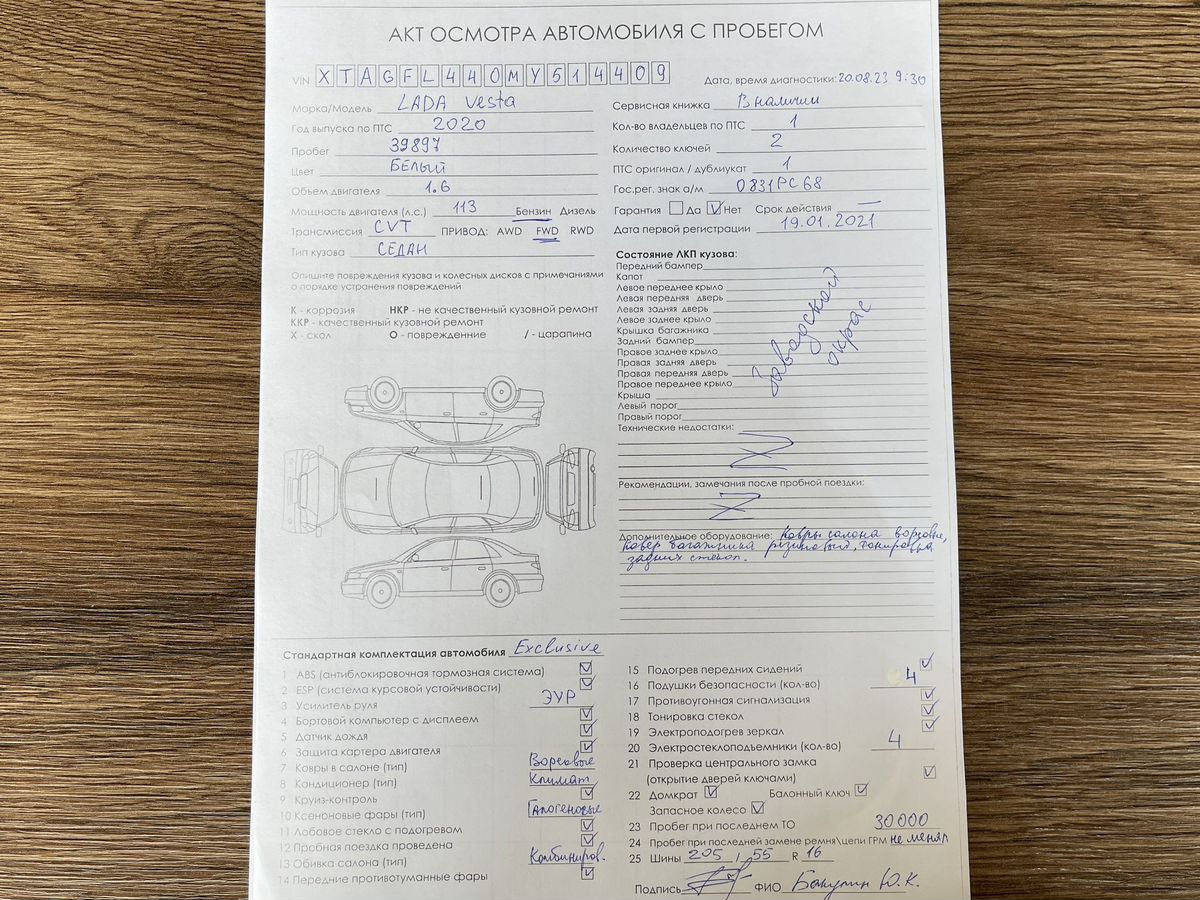 АКТ ОСМОТРА АВТОМОБИЛЯ С ПРОБЕГОМ
VIN XTAGFL440MY514409
Дата, время диагностики: 20.08.23 9:30
Марка/Модель LADA Vesta
Год выпуска по ПТС 2020
Пробег 39897
Цвет БЕЛЫЙ
Объем двигателя 1.6
Мощность двигателя (л.с.) 113 Бензин Дизель
Трансмиссия CVT ПРИВОД: AWD FWD RWD
Тип кузова СЕДАН
Сервисная книжка В наличии
Кол-во владельцев по ПТС 1
Количество ключей 2
ПТС оригинал / дубликат 1
Гос.рег. знак а/м О831РС68
Гарантия Да Нет Срок действия —
Дата первой регистрации 19.01.2021
Опишите повреждения кузова и колесных дисков с примечаниями
о порядке устранения повреждений
К - коррозия НКР - не качественный кузовной ремонт
ККР - качественный кузовной ремонт
Х - скол О - повреждение / - царапина
Состояние ЛКП кузова:
Передний бампер
Капот
Левое переднее крыло
Левая передняя дверь
Левая задняя дверь
Левое заднее крыло
Крышка багажника
Задний бампер
Правое заднее крыло
Правая задняя дверь
Правая передняя дверь
Правое переднее крыло
Крыша
Левый порог
Правый порог
Заводской
окрас
Технические недостатки:
Рекомендации, замечания после пробной поездки:
Дополнительное оборудование: Ковры салона ворсовые,
ковер багажника резиновый, тонировка
задних стекол.
Стандартная комплектация автомобиля Exclusive
1 ABS (антиблокировочная тормозная система)
2 ESP (система курсовой устойчивости)
3 Усилитель руля ЭУР
4 Бортовой компьютер с дисплеем
5 Датчик дождя
6 Защита картера двигателя
7 Ковры в салоне (тип) Ворсовые
8 Кондиционер (тип) Климат
9 Круиз-контроль
10 Ксеноновые фары (тип) Галогеновые
11 Лобовое стекло с подогревом
12 Пробная поездка проведена
13 Обивка салона (тип) Комбиниров.
14 Передние противотуманные фары
15 Подогрев передних сидений
16 Подушки безопасности (кол-во) 4
17 Противоугонная сигнализация
18 Тонировка стекол
19 Электроподогрев зеркал
20 Электростеклоподъемники (кол-во) 4
21 Проверка центрального замка
(открытие дверей ключами)
22 Домкрат Балонный ключ
Запасное колесо
23 Пробег при последнем ТО 30000
24 Пробег при последней замене ремня\цепи ГРМ не менял
25 Шины 205 / 55 R 16
Подпись ФИО Бакулин Ю.К.